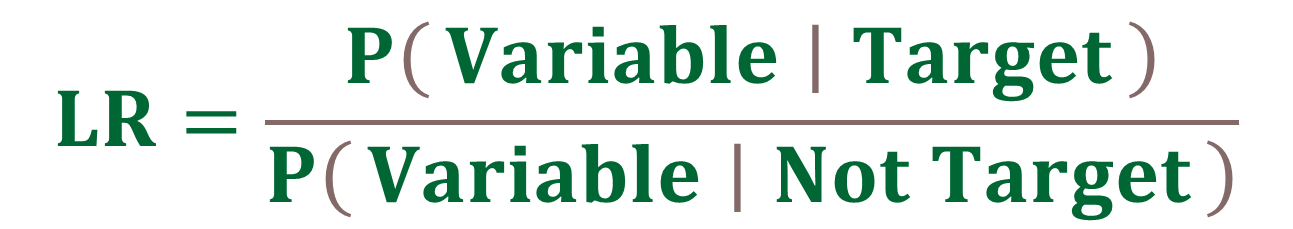 P( Variable | Target )
LR =
P( Variable | Not Target )